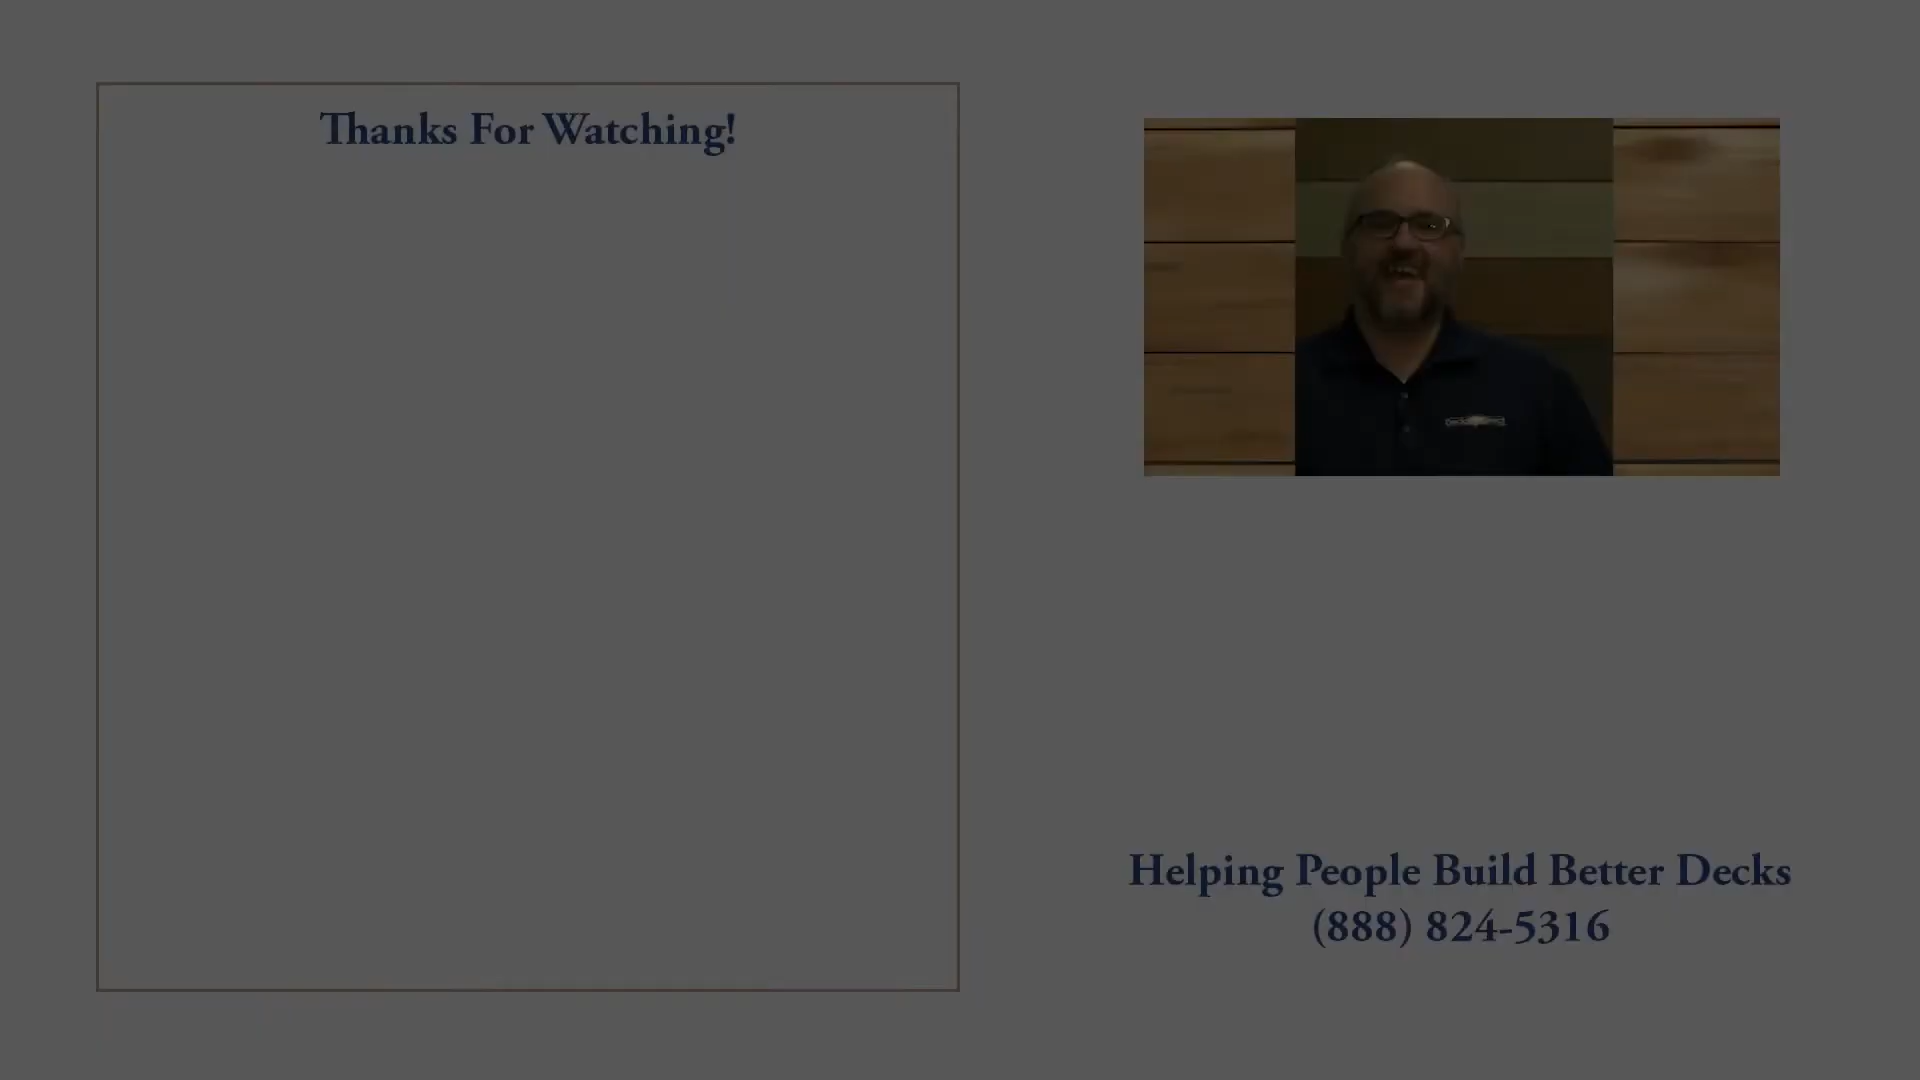 Thanks For Watching!
Helping People Build Better Decks
(888) 824-5316